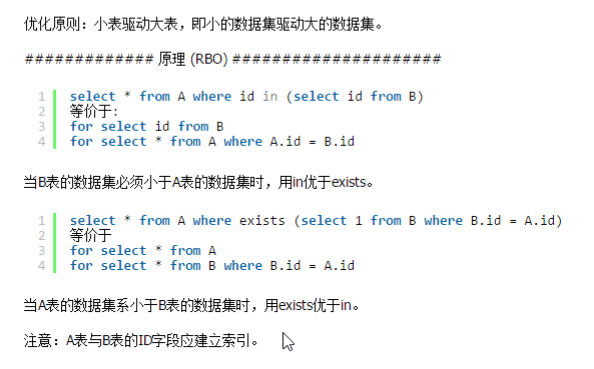 优化原则：小表驱动大表，即小的数据集驱动大的数据集。
############# 原理 (RBO) #####################
1 select * from A where id in (select id from B)
2 等价于:
3 for select id from B
4 for select * from A where A.id = B.id
当B表的数据集必须小于A表的数据集时，用in优于exists。
1 select * from A where exists (select 1 from B where B.id = A.id)
2 等价于
3 for select * from A
4 for select * from B where B.id = A.id
当A表的数据集系小于B表的数据集时，用exists优于in。
注意：A表与B表的ID字段应建立索引。